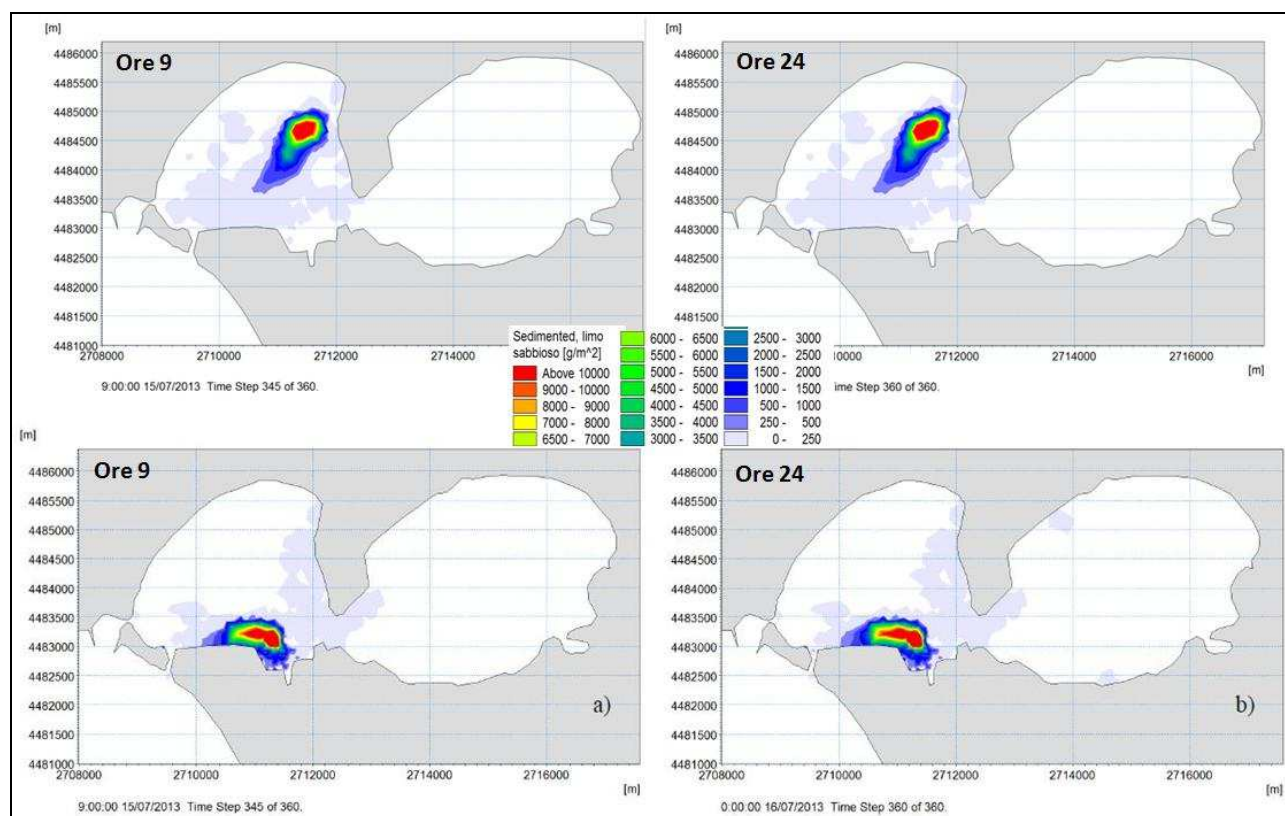 [m]
[m]
Ore 9
Ore 24
4486000
4485500
4485000
4484500
4484000
4483500
4483000
4482500
4482000
4481500
4481000
2708000 2710000 2712000 2714000 2716000
[m]
9:00:00 15/07/2013 Time Step 345 of 360.
4486000
4485500
4485000
4484500
4484000
4483500
4483000
4482500
4482000
4481500
2712000 2714000 2716000
[m]
Time Step 360 of 360.
Sedimented, limo
sabbioso [g/m^2]
Above 10000
9000 - 10000
8000 - 9000
7000 - 8000
6500 - 7000
6000 - 6500
5500 - 6000
5000 - 5500
4500 - 5000
4000 - 4500
3500 - 4000
3000 - 3500
2500 - 3000
2000 - 2500
1500 - 2000
1000 - 1500
500 - 1000
250 - 500
0 - 250
[m]
[m]
Ore 9
Ore 24
4486000
4485500
4485000
4484500
4484000
4483500
4483000
4482500
4482000
4481500
4481000
2708000 2710000 2712000 2714000 2716000
[m]
a)
9:00:00 15/07/2013 Time Step 345 of 360.
4486000
4485500
4485000
4484500
4484000
4483500
4483000
4482500
4482000
4481500
4481000
2708000 2710000 2712000 2714000 2716000
[m]
b)
0:00:00 16/07/2013 Time Step 360 of 360.